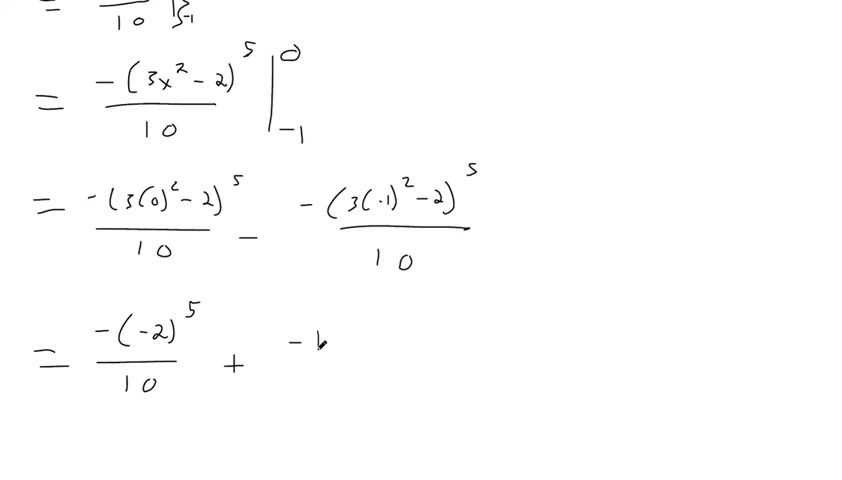 = 10 -1
= -(3x² - 2)⁵ / 10 |⁰₋₁
= -(3(0)² - 2)⁵ / 10 - -(3(-1)² - 2)⁵ / 10
= -(-2)⁵ / 10 + -